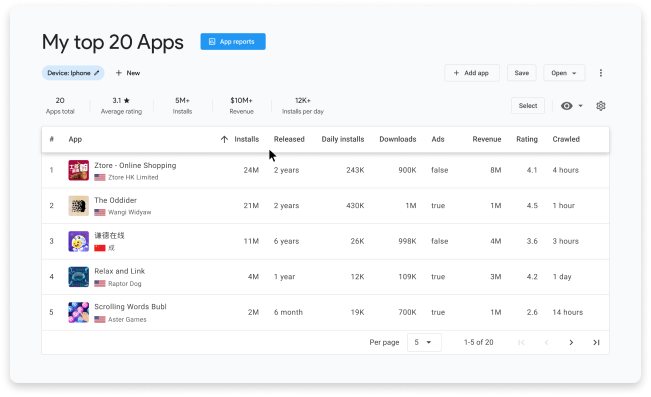 My top 20 Apps
App reports
Device: Iphone
New
Add app
Save
Open
20
Apps total
3.1 ★
Average rating
5M+
Installs
$10M+
Revenue
12K+
Installs per day
Select
# App Installs Released Daily installs Downloads Ads Revenue Rating Crawled
1 Ztore - Online Shopping 24M 2 years 243K 900K false 8M 4.1 4 hours
Ztore HK Limited
2 The Oddider 21M 2 years 430K 1M true 1M 4.5 1 hour
Wangi Widyaw
3 谦德在线 11M 6 years 26K 998K false 4M 3.6 3 hours
成
4 Relax and Link 4M 1 year 12K 109K true 3M 4.2 1 day
Raptor Dog
5 Scrolling Words Bubl 2M 6 month 19K 700K true 1M 2.6 14 hours
Aster Games
Per page 5 1-5 of 20